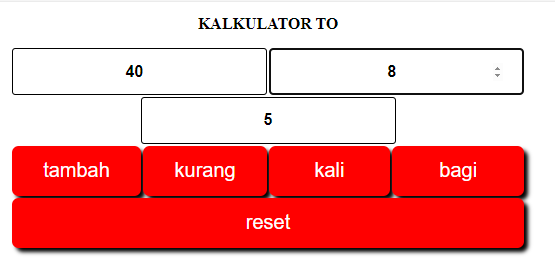 KALKULATOR TO
40 8
5
tambah kurang kali bagi
reset